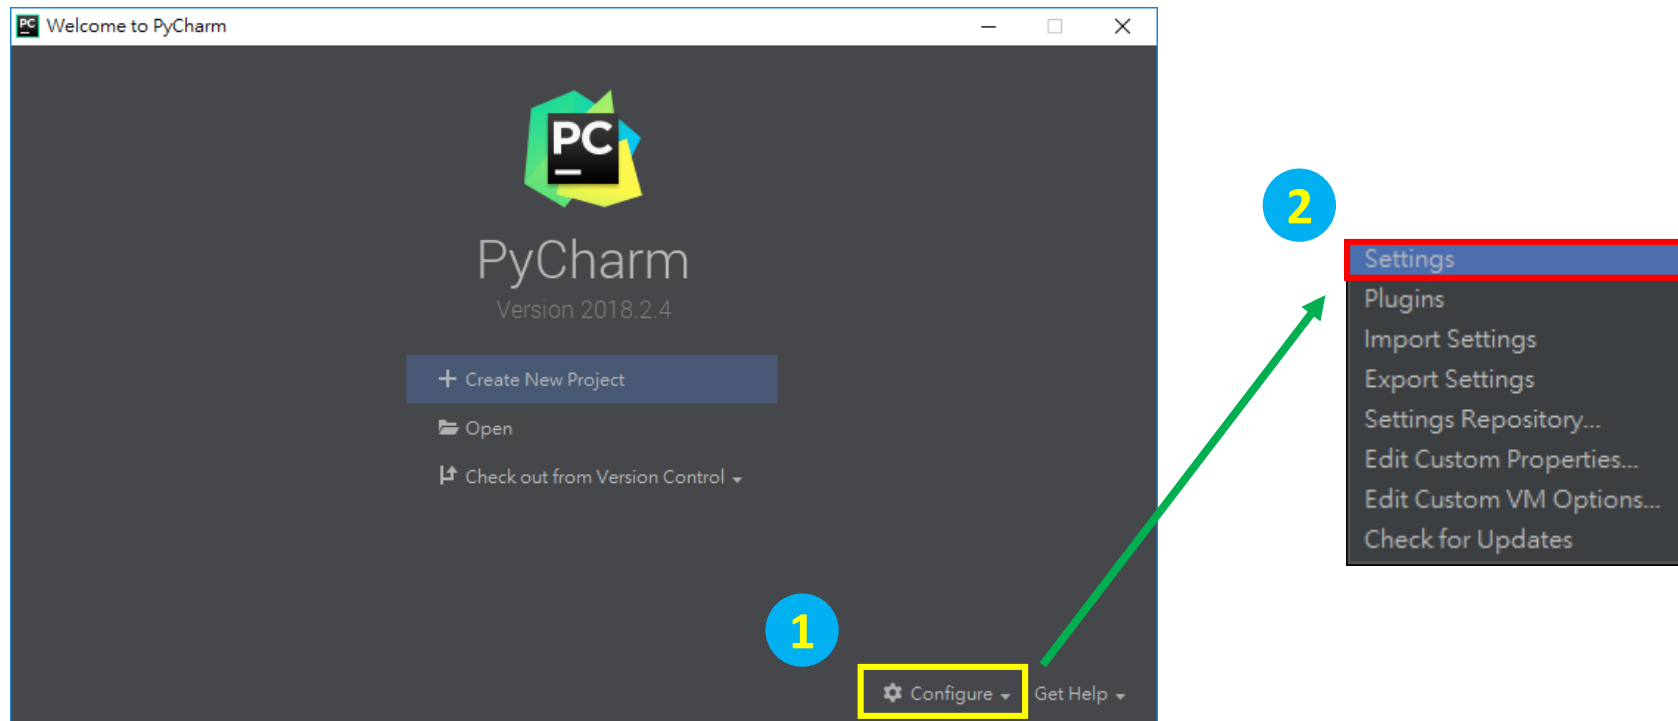 PC Welcome to PyCharm
PC
PyCharm
Version 2018.2.4
Create New Project
Open
Check out from Version Control
1
Configure
Get Help
2
Settings
Plugins
Import Settings
Export Settings
Settings Repository...
Edit Custom Properties...
Edit Custom VM Options...
Check for Updates